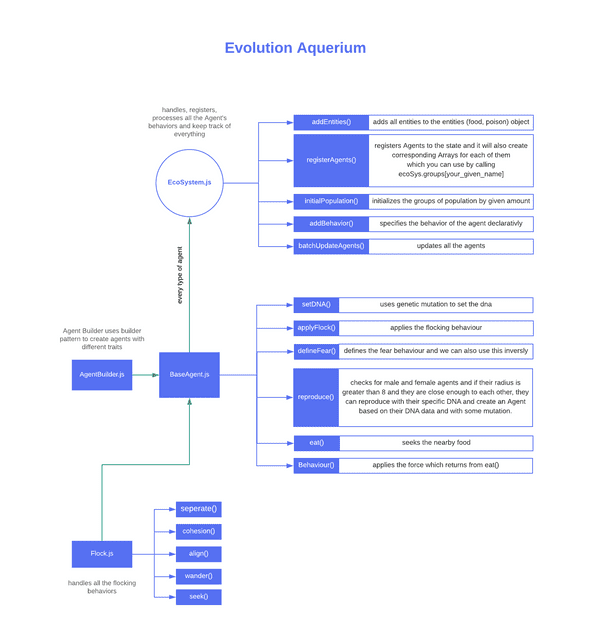 Evolution Aquerium
handles, registers,
processes all the Agent's
behaviors and keep track of
everything
EcoSystem.js
addEntities()
adds all entities to the entities (food, poison) object
registerAgents()
registers Agents to the state and it will also create
corresponding Arrays for each of them
which you can use by calling
ecoSys.groups[your_given_name]
initialPopulation()
initializes the groups of population by given amount
addBehavior()
specifies the behavior of the agent declarativly
batchUpdateAgents()
updates all the agents
every type of agent
Agent Builder uses builder
pattern to create agents with
different traits
AgentBuilder.js
BaseAgent.js
setDNA()
uses genetic mutation to set the dna
applyFlock()
applies the flocking behaviour
defineFear()
defines the fear behaviour and we can also use this inversly
reproduce()
checks for male and female agents and if their radius is
greater than 8 and they are close enough to each other, they
can reproduce with their specific DNA and create an Agent
based on their DNA data and with some mutation.
eat()
seeks the nearby food
Behaviour()
applies the force which returns from eat()
Flock.js
handles all the flocking
behaviors
seperate()
cohesion()
align()
wander()
seek()